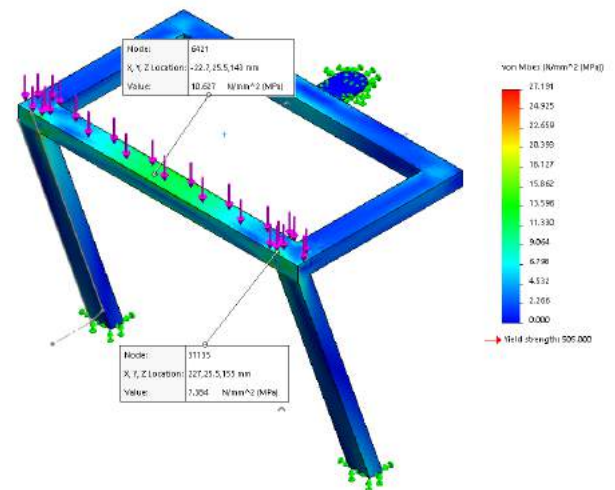 Node: 6421
X, Y, Z Location: -22.7,25.5,143 mm
Value: 10.627 N/mm^2 (MPa)
von Mises (N/mm^2 (MPa))
27.191
24.925
22.659
20.393
18.127
15.862
13.596
11.330
9.064
6.798
4.532
2.266
0.000
Yield strength: 505.000
Node: 31135
X, Y, Z Location: 227,25.5,155 mm
Value: 7.354 N/mm^2 (MPa)